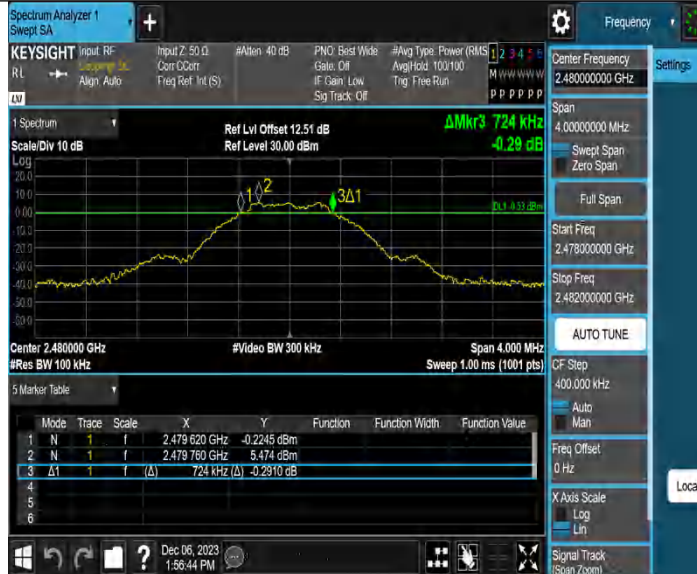 Spectrum Analyzer 1
Swept SA
+
Frequency
KEYSIGHT Input: RF Input Z: 50 Ω #Atten: 40 dB PNO: Best Wide #Avg Type: Power (RMS 1 2 3 4 5 6
RL Align: Auto Corr CCorr Gate: Off Avg|Hold: 100/100 M W W W W W
Freq Ref: Int (S) IF Gain: Low Trig: Free Run
Sig Track: Off P P P P P P
1 Spectrum
Ref Lvl Offset 12.51 dB ΔMkr3 724 kHz
Scale/Div 10 dB Ref Level 30.00 dBm -0.29 dB
Log
20.0
10.0
0.00
-10.0
-20.0
-30.0
-40.0
-50.0
-60.0
1
2
3Δ1
DL1 -0.53 dBm
Center 2.480000 GHz #Video BW 300 kHz Span 4.000 MHz
#Res BW 100 kHz Sweep 1.00 ms (1001 pts)
5 Marker Table
Mode Trace Scale X Y Function Function Width Function Value
1 N 1 f 2.479 620 GHz -0.2245 dBm
2 N 1 f 2.479 760 GHz 5.474 dBm
3 Δ1 1 f (Δ) 724 kHz (Δ) -0.2910 dB
4
5
6
?
Dec 06, 2023
1:56:44 PM
Center Frequency
2.480000000 GHz
Settings
Span
4.00000000 MHz
Swept Span
Zero Span
Full Span
Start Freq
2.478000000 GHz
Stop Freq
2.482000000 GHz
AUTO TUNE
CF Step
400.000 kHz
Auto
Man
Freq Offset
0 Hz
X Axis Scale
Log
Lin
Loca
Signal Track
(Span Zoom)